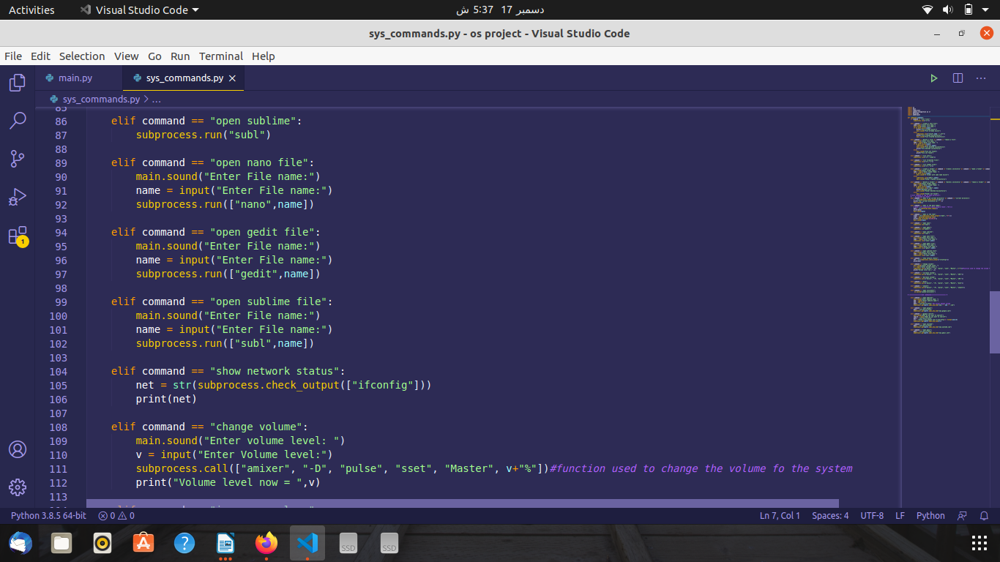 Activities Visual Studio Code دسمبر 17 5:37 ش
sys_commands.py - os project - Visual Studio Code
File Edit Selection View Go Run Terminal Help
main.py sys_commands.py
sys_commands.py > ...
85
86 elif command == "open sublime":
87 subprocess.run("subl")
88
89 elif command == "open nano file":
90 main.sound("Enter File name:")
91 name = input("Enter File name:")
92 subprocess.run(["nano",name])
93
94 elif command == "open gedit file":
95 main.sound("Enter File name:")
96 name = input("Enter File name:")
97 subprocess.run(["gedit",name])
98
99 elif command == "open sublime file":
100 main.sound("Enter File name:")
101 name = input("Enter File name:")
102 subprocess.run(["subl",name])
103
104 elif command == "show network status":
105 net = str(subprocess.check_output(["ifconfig"]))
106 print(net)
107
108 elif command == "change volume":
109 main.sound("Enter volume level: ")
110 v = input("Enter Volume level:")
111 subprocess.call(["amixer", "-D", "pulse", "sset", "Master", v+"%"])#function used to change the volume fo the system
112 print("Volume level now = ",v)
113
1
Python 3.8.5 64-bit 0 0 Ln 7, Col 1 Spaces: 4 UTF-8 LF Python
SSD SSD